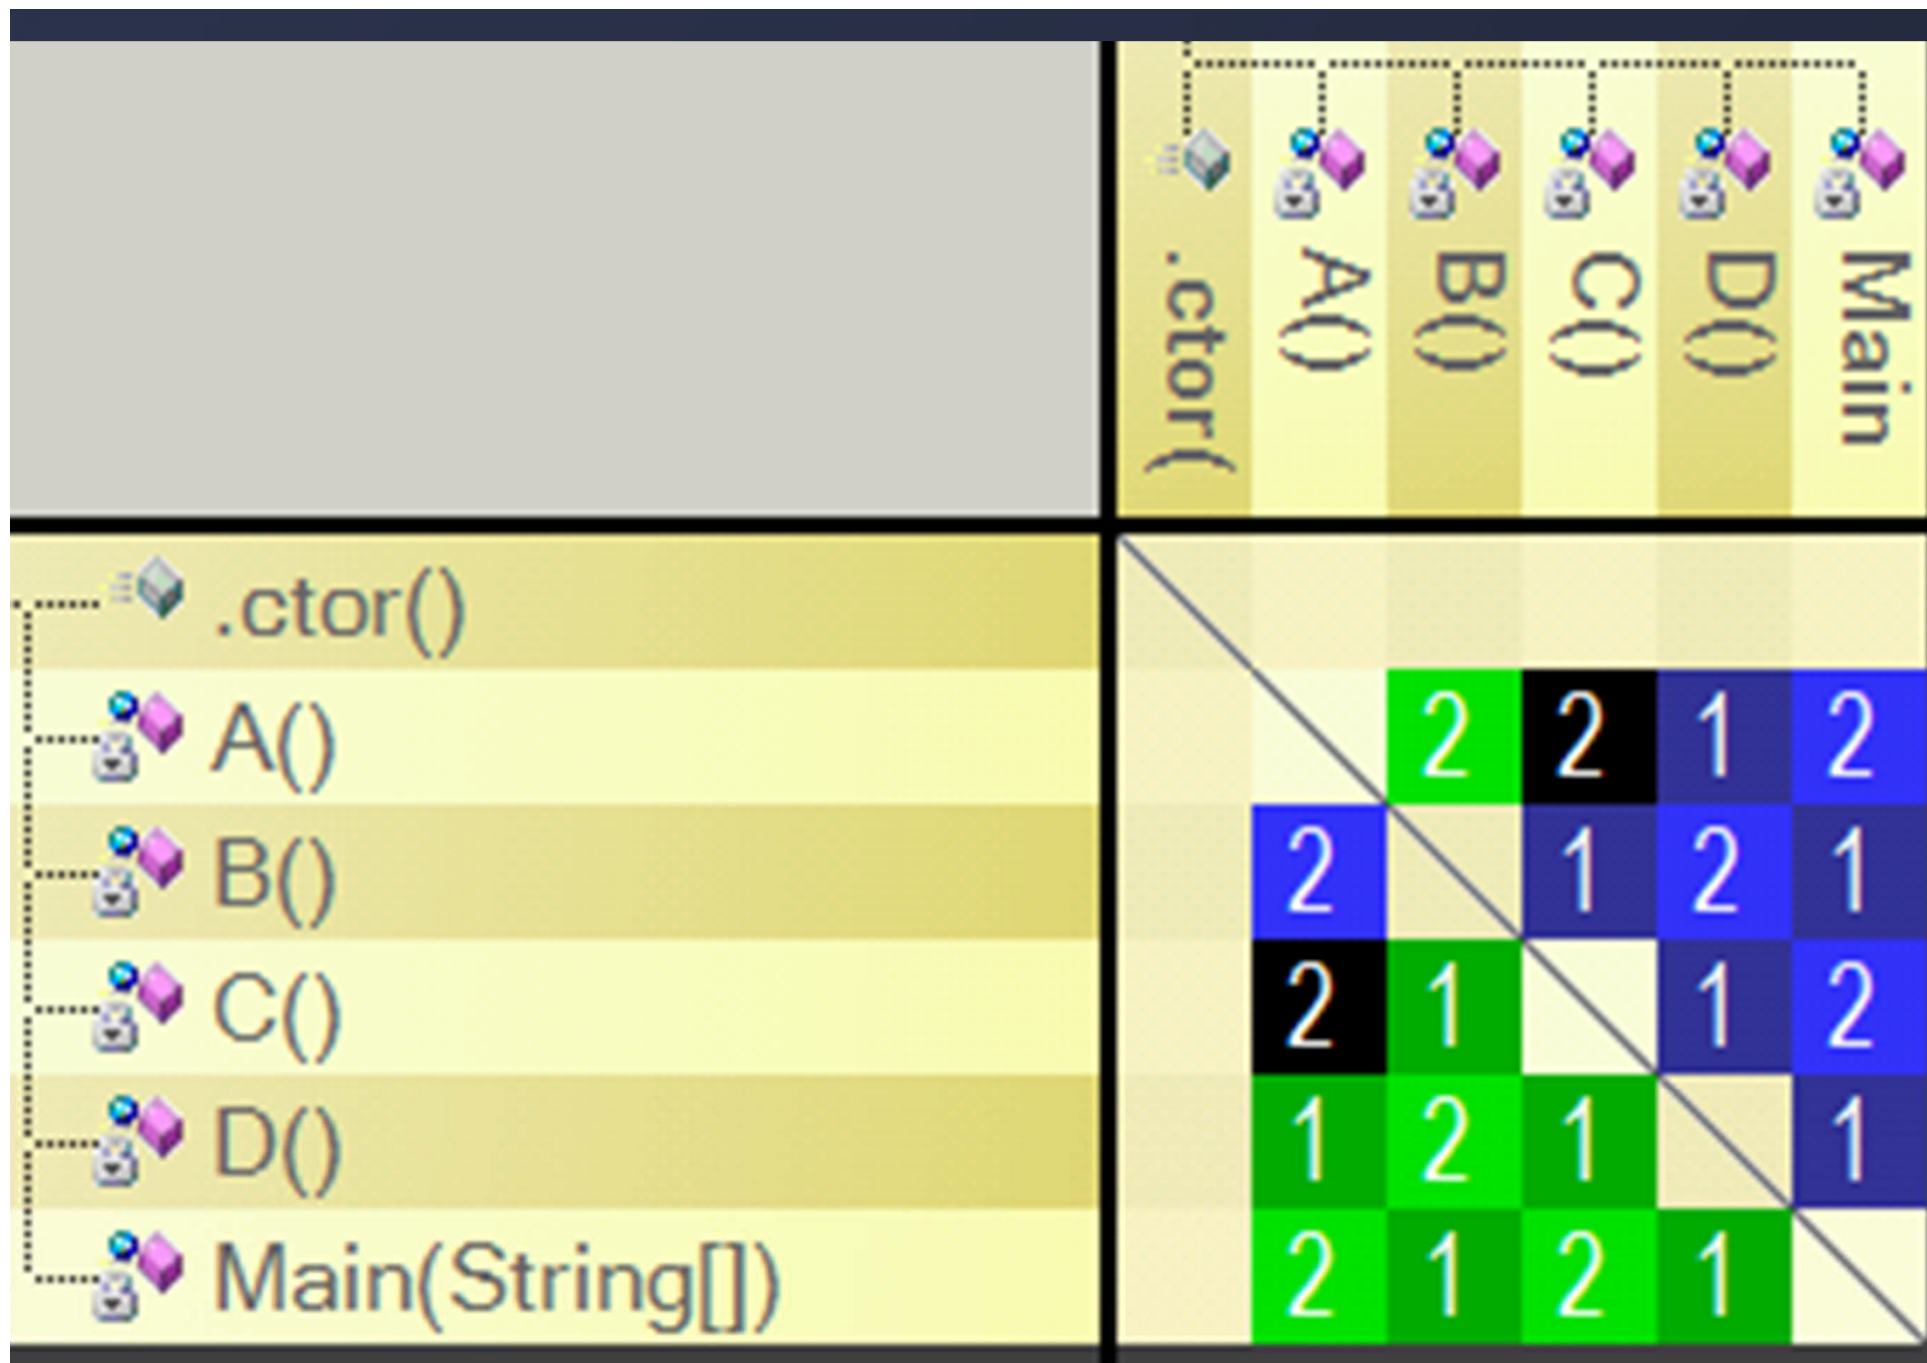 .ctor(
A()
B()
C()
D()
Main
.ctor()
A() 2 2 1 2
B() 2 1 2 1
C() 2 1 1 2
D() 1 2 1 1
Main(String[]) 2 1 2 1